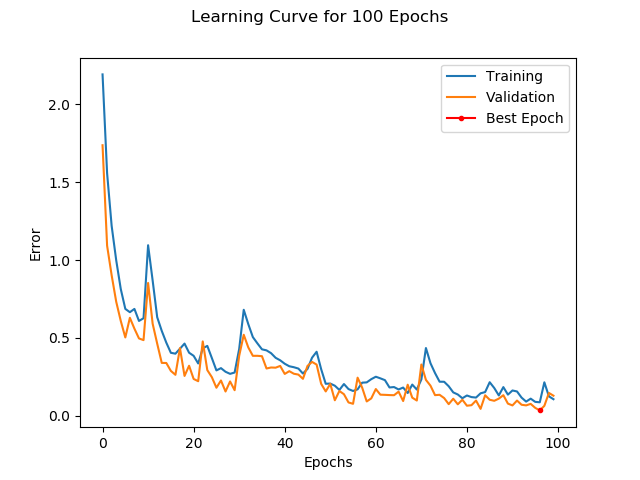 Learning Curve for 100 Epochs
Training
Validation
Best Epoch
2.0
1.5
1.0
0.5
0.0
Error
0 20 40 60 80 100
Epochs